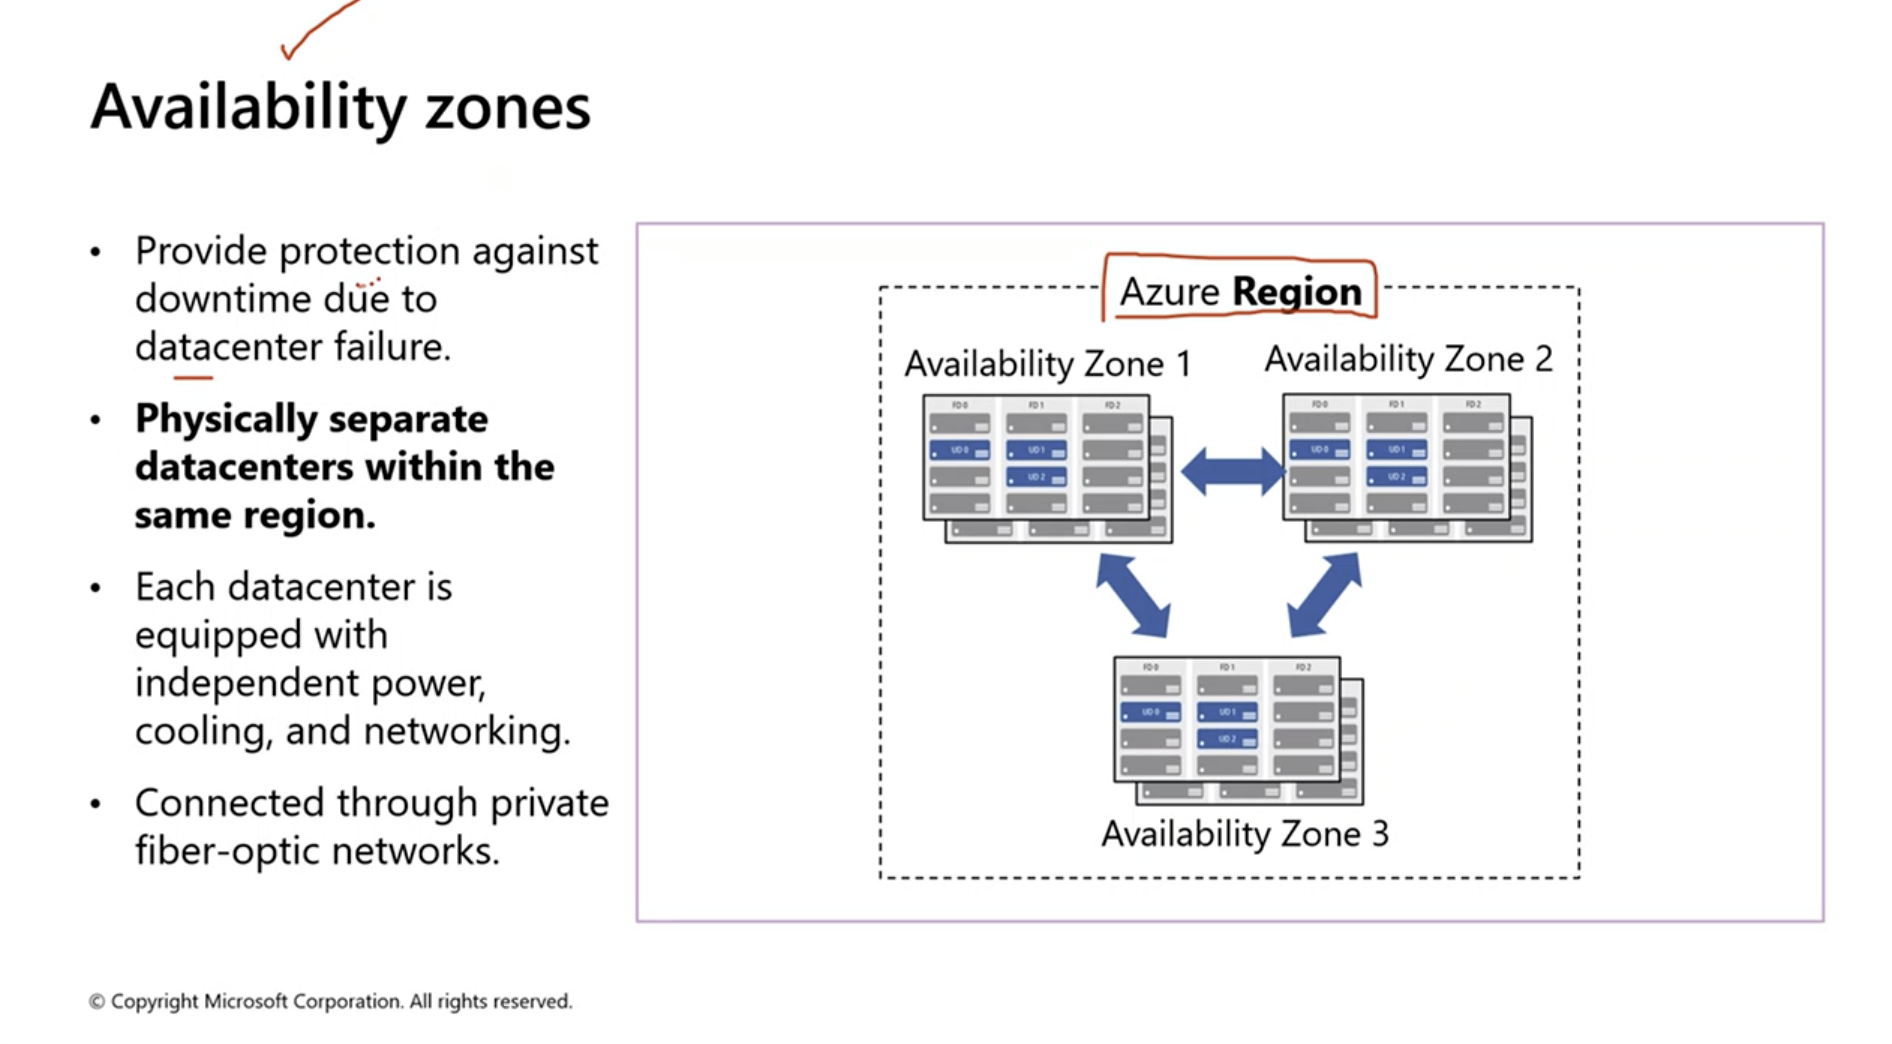 Availability zones
• Provide protection against
downtime due to
datacenter failure.
• Physically separate
datacenters within the
same region.
• Each datacenter is
equipped with
independent power,
cooling, and networking.
• Connected through private
fiber-optic networks.
Azure Region
Availability Zone 1
FD 0 FD 1 FD 2
UD 0 UD 1
UD 2
Availability Zone 2
FD 0 FD 1 FD 2
UD 0 UD 1
UD 2
FD 0 FD 1 FD 2
UD 0 UD 1
UD 2
Availability Zone 3
© Copyright Microsoft Corporation. All rights reserved.